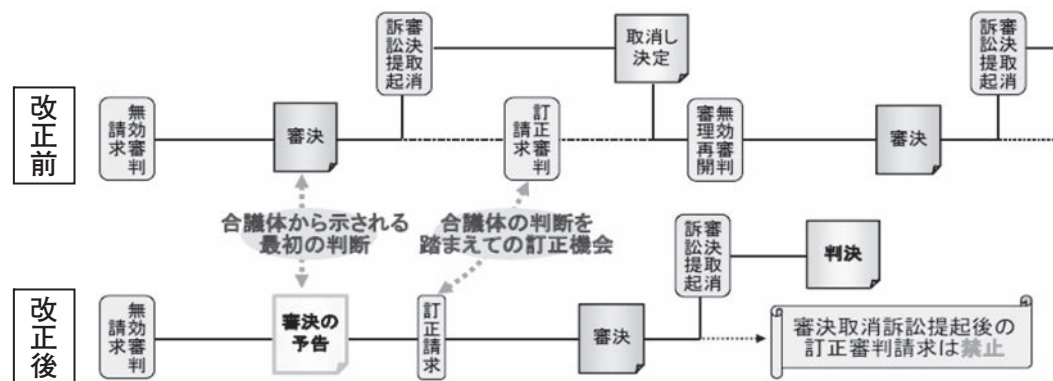 改正前
無効審判
請求
審決
審決取消
訴訟提起
訂正審判
請求
取消し
決定
無効審判
審理再開
審決
審決取消
訴訟提起
合議体から示される
最初の判断
合議体の判断を
踏まえての訂正機会
改正後
無効審判
請求
審決の
予告
訂正請求
審決
審決取消
訴訟提起
判決
審決取消訴訟提起後の
訂正審判請求は禁止